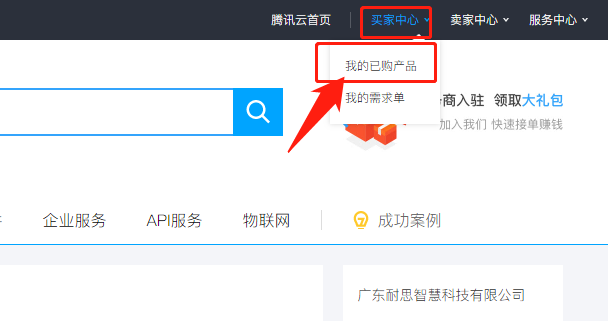 腾讯云首页 买家中心 卖家中心 服务中心
我的已购产品
我的需求单
商入驻 领取大礼包
加入我们 快速接单赚钱
企业服务 API服务 物联网 成功案例
广东耐思智慧科技有限公司